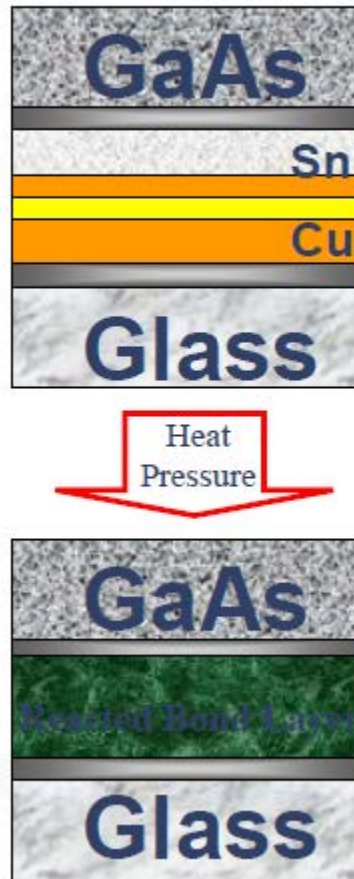 GaAs
Sn
Cu
Glass
Heat
Pressure
GaAs
Reacted Bond Layer
Glass